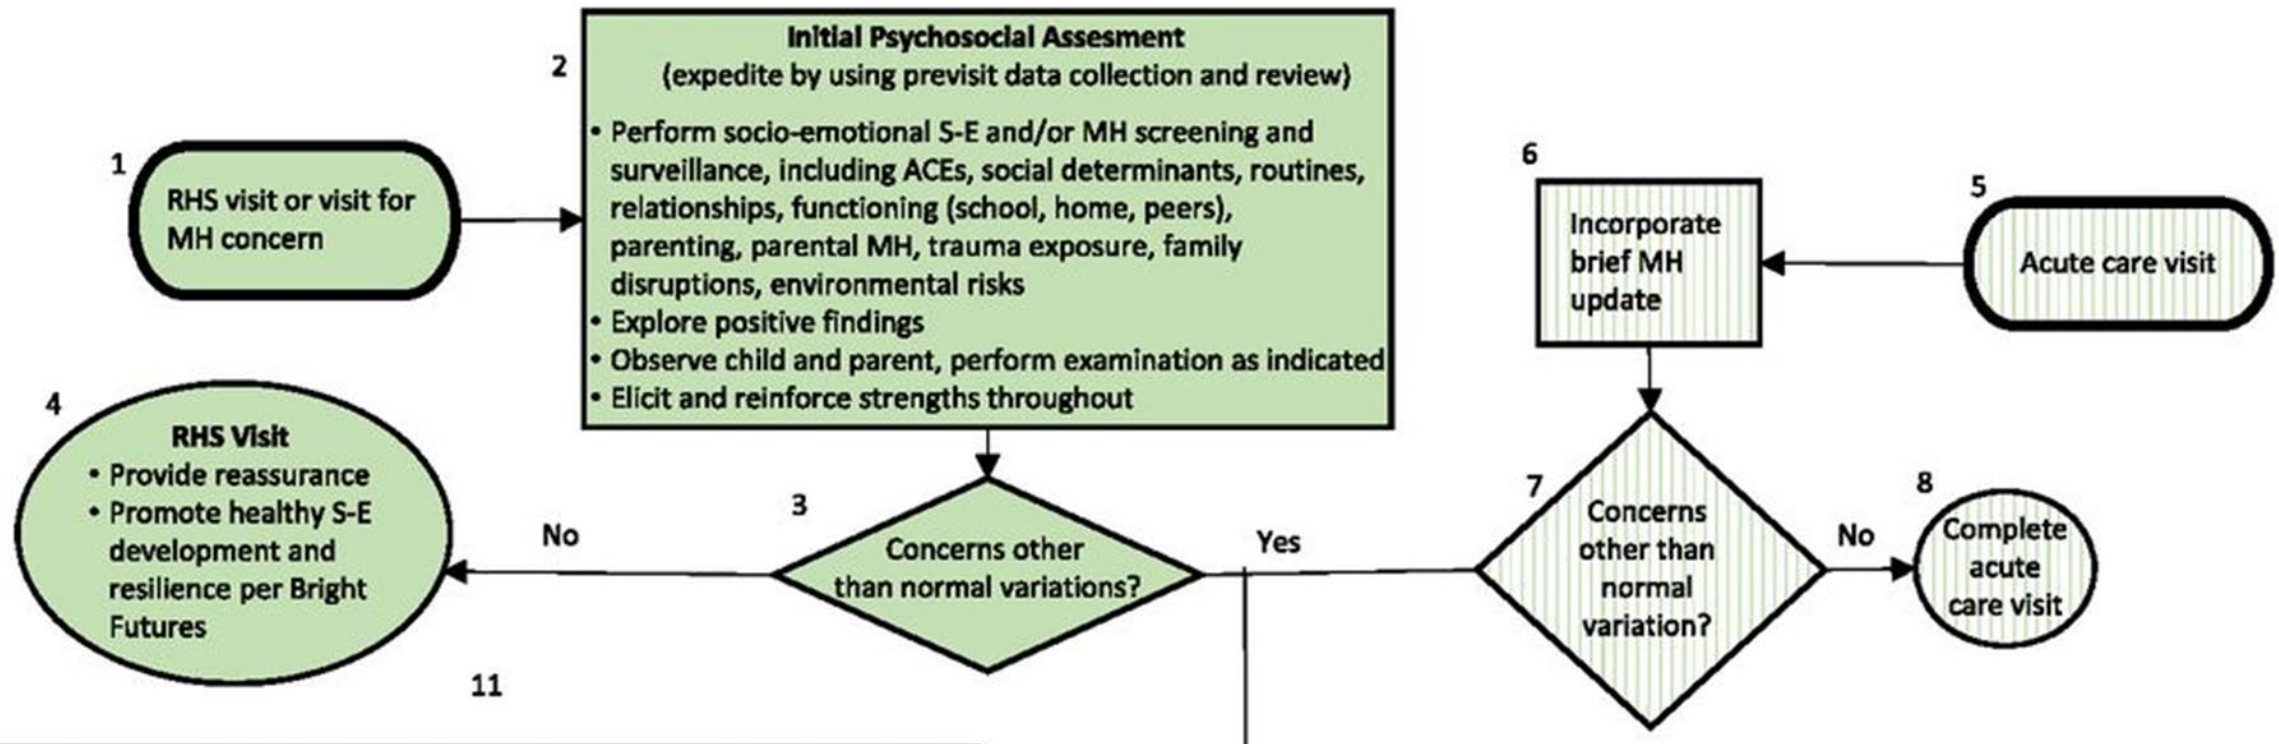 1
RHS visit or visit for
MH concern
2
Initial Psychosocial Assesment
(expedite by using previsit data collection and review)
• Perform socio-emotional S-E and/or MH screening and
surveillance, including ACEs, social determinants, routines,
relationships, functioning (school, home, peers),
parenting, parental MH, trauma exposure, family
disruptions, environmental risks
• Explore positive findings
• Observe child and parent, perform examination as indicated
• Elicit and reinforce strengths throughout
3
Concerns other
than normal variations?
No
Yes
4
RHS Visit
• Provide reassurance
• Promote healthy S-E
development and
resilience per Bright
Futures
5
Acute care visit
6
Incorporate
brief MH
update
7
Concerns
other than
normal
variation?
No
8
Complete
acute
care visit
11